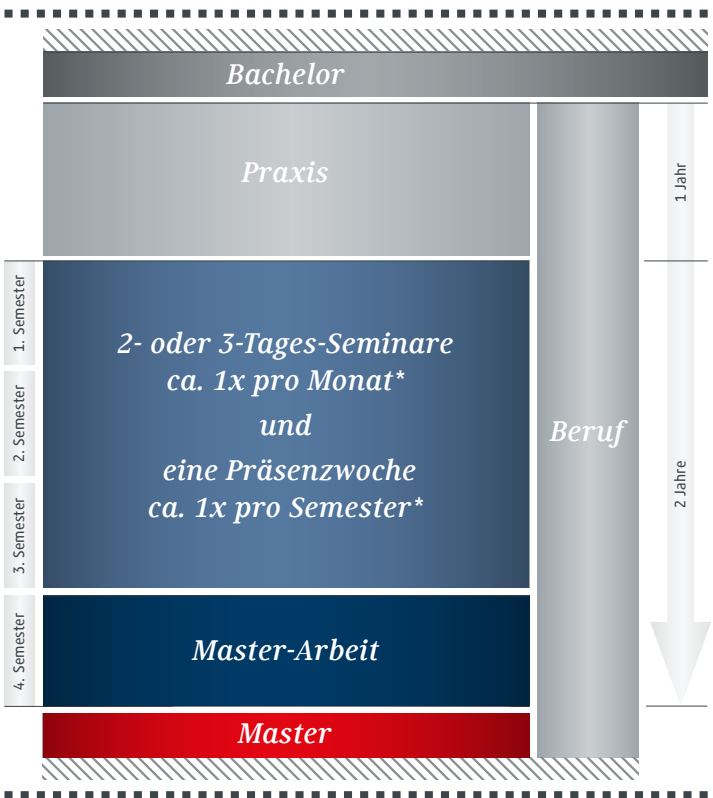 Bachelor
Praxis
1 Jahr
1. Semester
2. Semester
3. Semester
2- oder 3-Tages-Seminare
ca. 1x pro Monat*
und
eine Präsenzwoche
ca. 1x pro Semester*
Beruf
2 Jahre
4. Semester
Master-Arbeit
Master